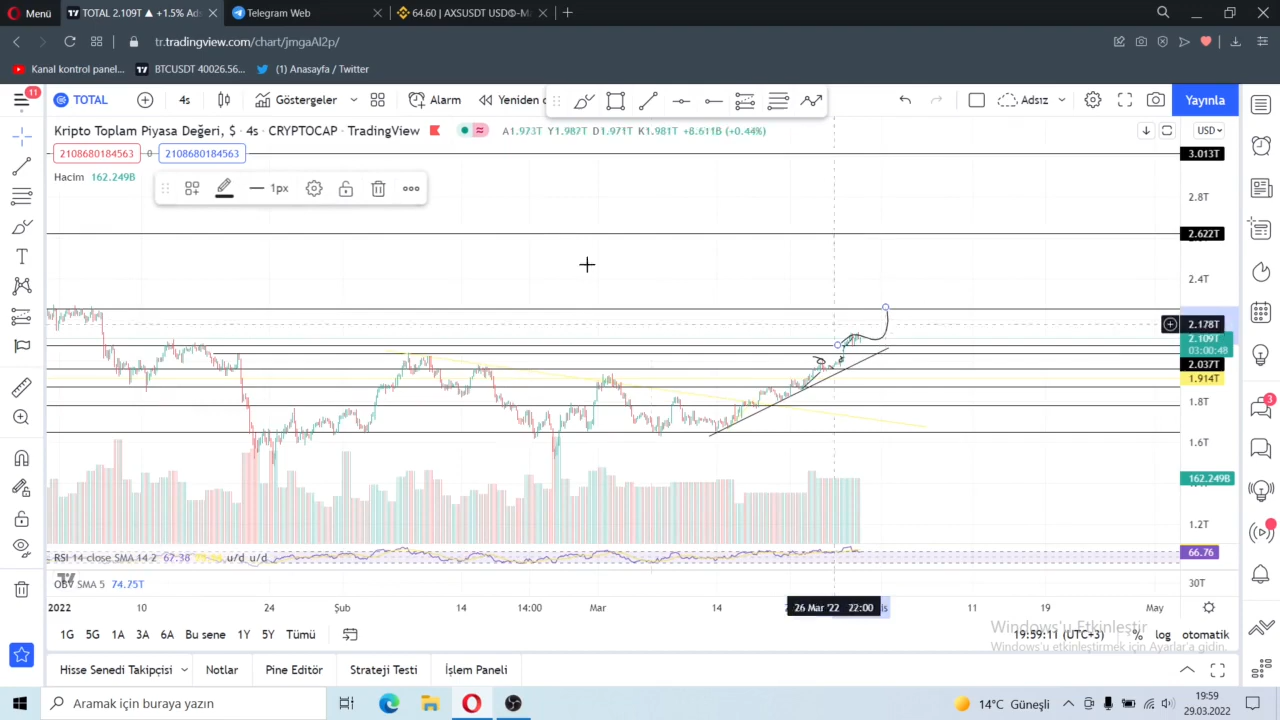 Menü
TOTAL 2.109T ▲ +1.5% Ads
Telegram Web
64.60 | AXSUSDT USDⓈ-M
tr.tradingview.com/chart/jmgaAl2p/
Kanal kontrol panel...
BTCUSDT 40026.56...
(1) Anasayfa / Twitter
11
TOTAL
4s
Göstergeler
Alarm
Yeniden
Adsız
Yayınla
Kripto Toplam Piyasa Değeri, $ · 4s · CRYPTOCAP · TradingView
A1.973T Y1.987T D1.971T K1.981T +8.611B (+0.44%)
USD
2108680184563
0
2108680184563
3.013T
Hacim 162.249B
1px
2.8T
2.622T
2.4T
2.178T
2.109T
03:00:48
2.037T
1.914T
1.8T
3
1.6T
162.249B
1.2T
RSI 14 close SMA 14 2 67.38 u/d u/d
66.76
OBV SMA 5 74.75T
30T
2022
10
24
Şub
14
14:00
Mar
14
26 Mar '22 22:00
11
19
May
1G
5G
1A
3A
6A
Bu sene
1Y
5Y
Tümü
19:59:11 (UTC+3)
%
log
otomatik
Windows'u Etkinleştir
Windows'u etkinleştirmek için Ayarlar'a gidin.
Hisse Senedi Takipçisi
Notlar
Pine Editör
Strateji Testi
İşlem Paneli
Aramak için buraya yazın
14°C Güneşli
19:59
29.03.2022